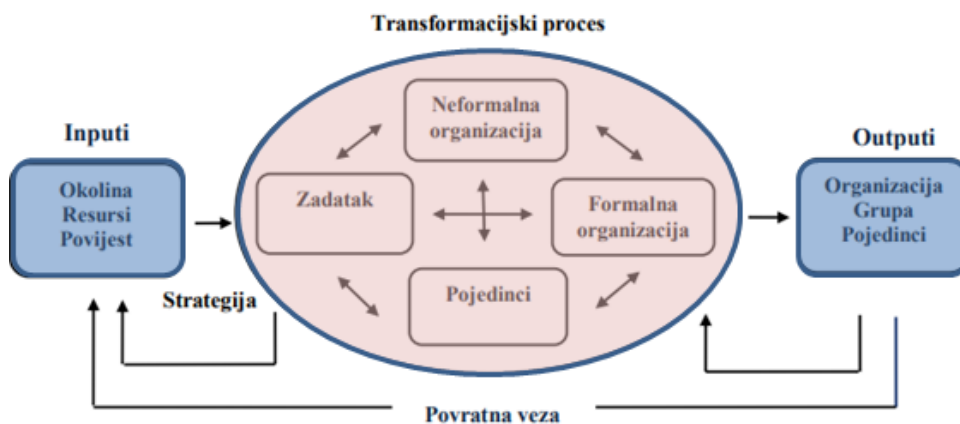 Transformacijski proces
Neformalna
organizacija
Inputi
Outputi
Okolina
Resursi
Povijest
Zadatak
Formalna
organizacija
Organizacija
Grupa
Pojedinci
Pojedinci
Strategija
Povratna veza